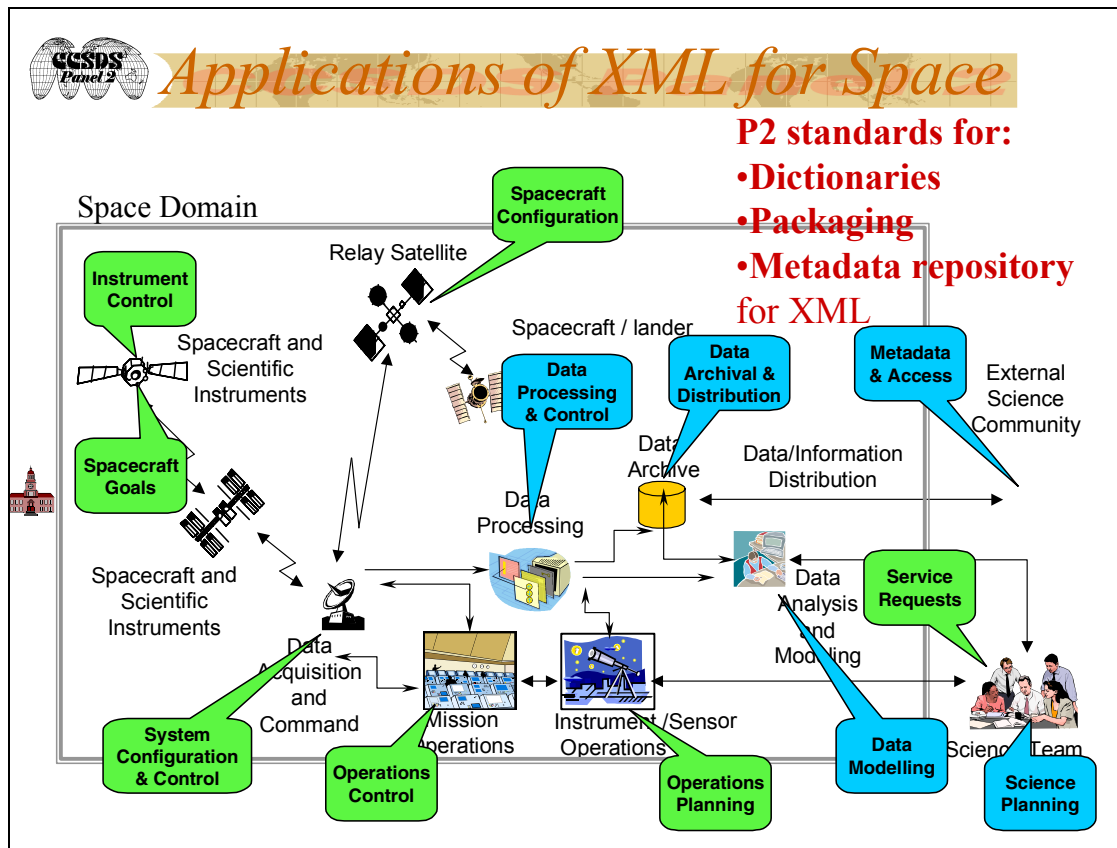 CCSDS
Panel 2
Applications of XML for Space
P2 standards for:
•Dictionaries
•Packaging
•Metadata repository
for XML
Space Domain
Spacecraft
Configuration
Relay Satellite
Instrument
Control
Spacecraft and
Scientific
Instruments
Spacecraft / lander
Data
Processing
& Control
Data
Archival &
Distribution
Metadata
& Access
External
Science
Community
Spacecraft
Goals
Data
Archive
Data/Information
Distribution
Data
Processing
Spacecraft and
Scientific
Instruments
Data
Analysis
and
Modeling
Service
Requests
Data
Acquisition
and
Command
Mission
Operations
Instrument /Sensor
Operations
Science Team
System
Configuration
& Control
Operations
Control
Operations
Planning
Data
Modelling
Science
Planning